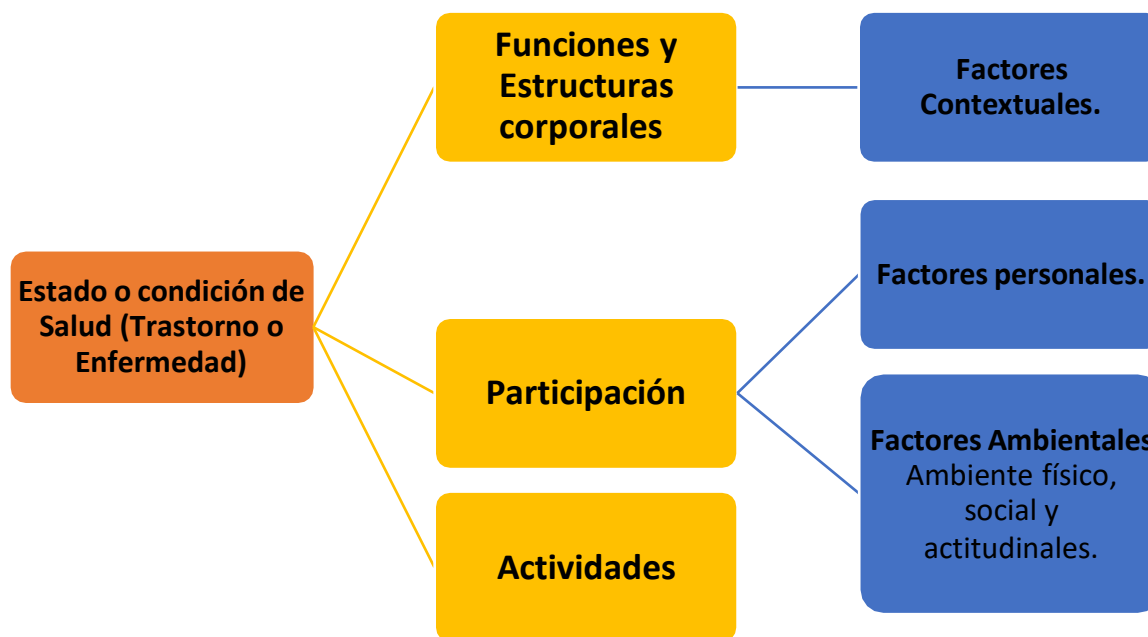 Funciones y
Estructuras
corporales
Factores
Contextuales.
Estado o condición de
Salud (Trastorno o
Enfermedad)
Participación
Factores personales.
Factores Ambientales
Ambiente físico,
social y
actitudinales.
Actividades